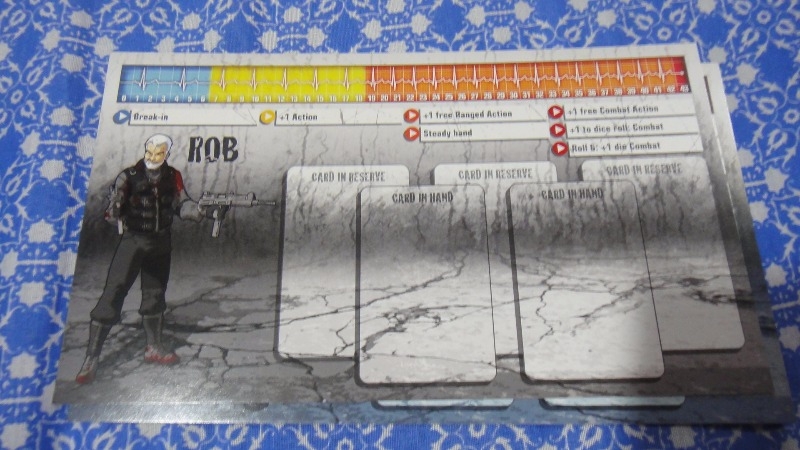 0 1 2 3 4 5 6 7 8 9 10 11 12 13 14 15 16 17 18 19 20 21 22 23 24 25 26 27 28 29 30 31 32 33 34 35 36 37 38 39 40 41 42 43
Break-in
+1 Action
+1 free Ranged Action
Steady hand
+1 free Combat Action
+1 to dice roll: Combat
Roll 6: +1 die Combat
ROB
CARD IN RESERVE
CARD IN RESERVE
CARD IN RESERVE
CARD IN HAND
CARD IN HAND